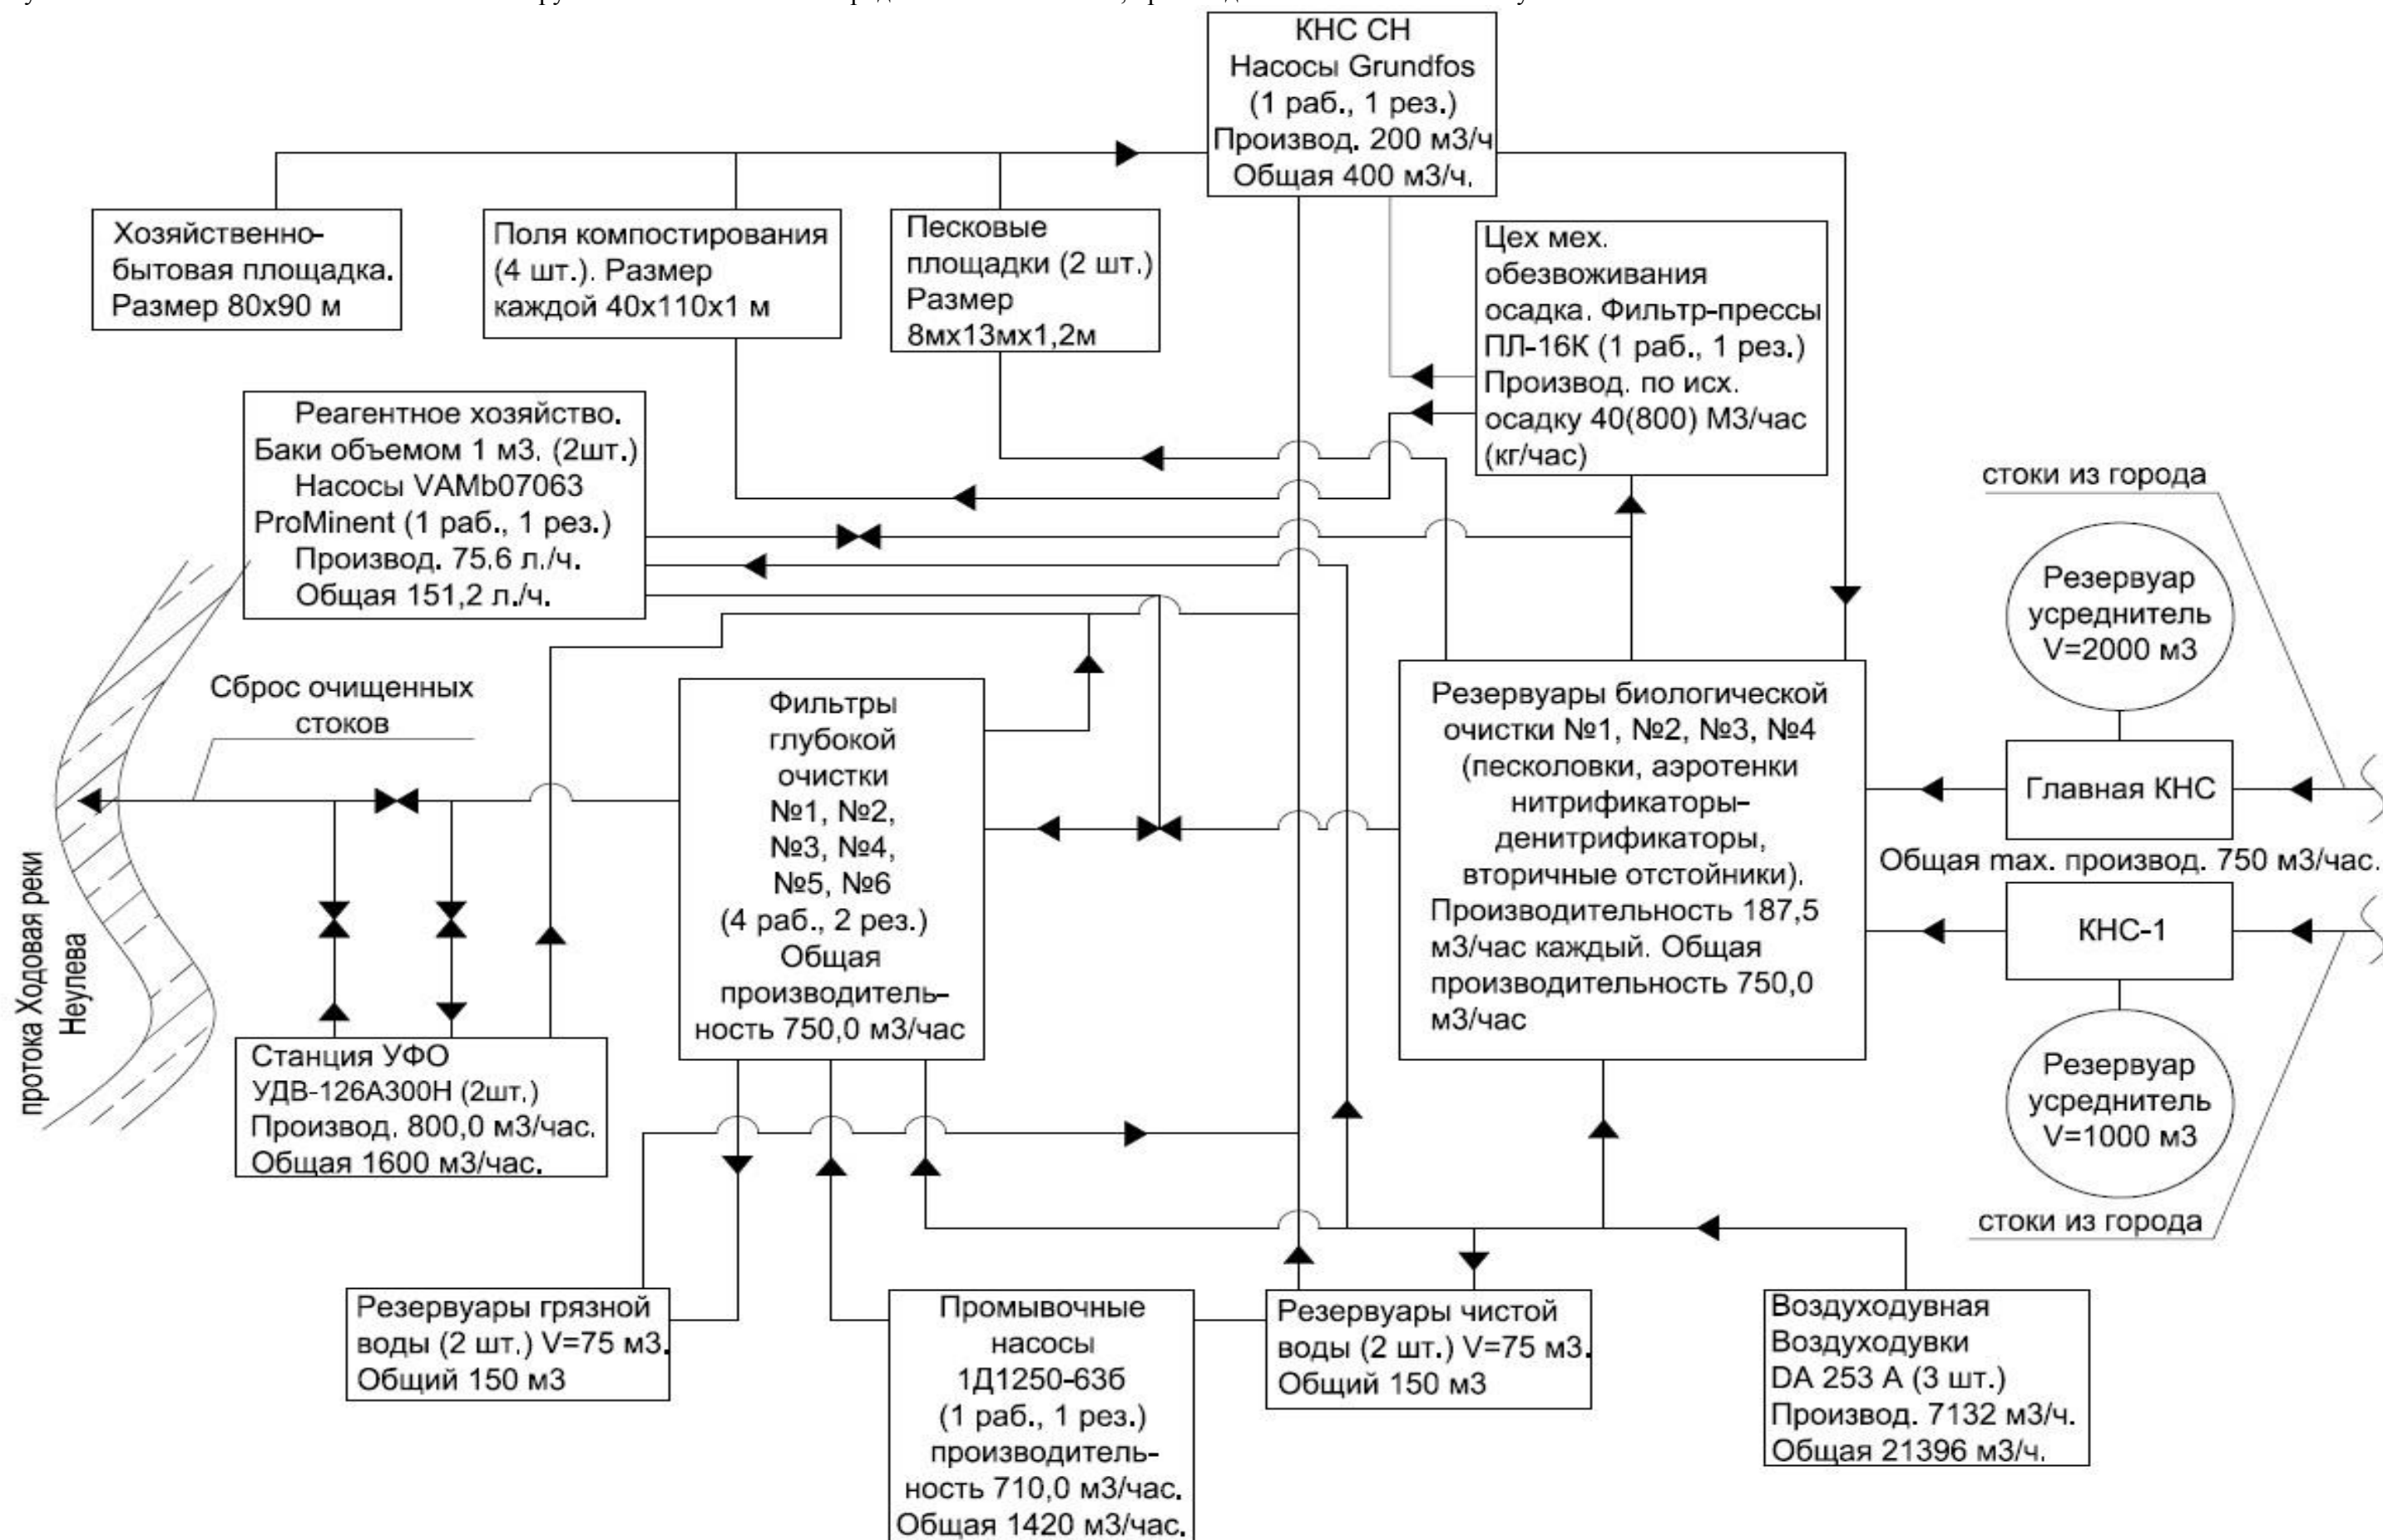 КНС СН
Насосы Grundfos
(1 раб., 1 рез.)
Производ. 200 м3/ч
Общая 400 м3/ч.
Хозяйственно-
бытовая площадка.
Размер 80х90 м
Поля компостирования
(4 шт.). Размер
каждой 40х110х1 м
Песковые
площадки (2 шт.)
Размер
8мх13мх1,2м
Цех мех.
обезвоживания
осадка. Фильтр-прессы
ПЛ-16К (1 раб., 1 рез.)
Производ. по исх.
осадку 40(800) М3/час
(кг/час)
Реагентное хозяйство.
Баки объемом 1 м3. (2шт.)
Насосы VAMb07063
ProMinent (1 раб., 1 рез.)
Производ. 75.6 л./ч.
Общая 151,2 л./ч.
стоки из города
Резервуар
усреднитель
V=2000 м3
Сброс очищенных
стоков
Фильтры
глубокой
очистки
№1, №2,
№3, №4,
№5, №6
(4 раб., 2 рез.)
Общая
производитель-
ность 750,0 м3/час
Резервуары биологической
очистки №1, №2, №3, №4
(песколовки, аэротенки
нитрификаторы-
денитрификаторы,
вторичные отстойники).
Производительность 187,5
м3/час каждый. Общая
производительность 750,0
м3/час
Главная КНС
Общая max. производ. 750 м3/час.
КНС-1
Резервуар
усреднитель
V=1000 м3
стоки из города
протока Ходовая реки
Неулева
Станция УФО
УДВ-126А300Н (2шт.)
Производ. 800,0 м3/час.
Общая 1600 м3/час.
Резервуары грязной
воды (2 шт.) V=75 м3.
Общий 150 м3
Промывочные
насосы
1Д1250-63б
(1 раб., 1 рез.)
производитель-
ность 710,0 м3/час.
Общая 1420 м3/час.
Резервуары чистой
воды (2 шт.) V=75 м3.
Общий 150 м3
Воздуходувная
Воздуходувки
DA 253 A (3 шт.)
Производ. 7132 м3/ч.
Общая 21396 м3/ч.